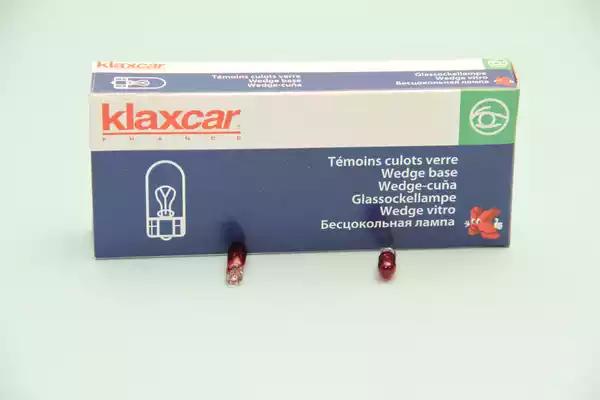 klaxcar
Témoins culots verre
Wedge base
Wedge-cuña
Glassockellampe
Wedge vitro
Бесцокольная лампа
klaxcar
FRANCE
Témoins culots verre
Wedge base
Wedge-cuña
Glassockellampe
Wedge vitro
Бесцокольная лампа